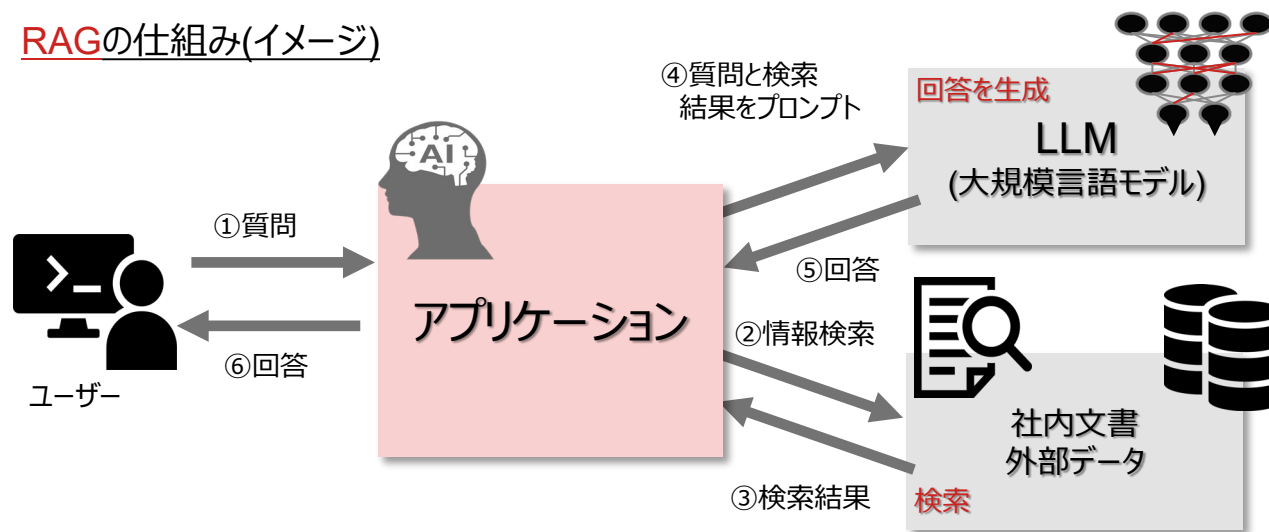 RAGの仕組み(イメージ)
④質問と検索
結果をプロンプト
回答を生成
LLM
(大規模言語モデル)
AI
①質問
⑤回答
アプリケーション
②情報検索
⑥回答
ユーザー
社内文書
外部データ
③検索結果
検索